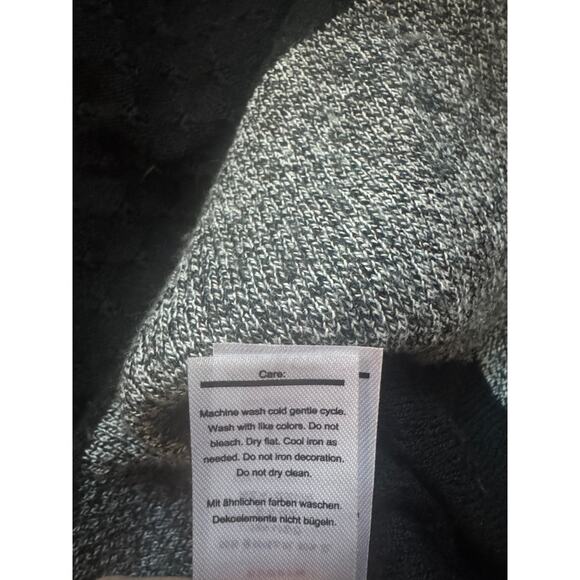 Care:
Machine wash cold gentle cycle.
Wash with like colors. Do not
bleach. Dry flat. Cool iron as
needed. Do not iron decoration.
Do not dry clean.
Mit ähnlichen farben waschen.
Dekoelemente nicht bügeln.